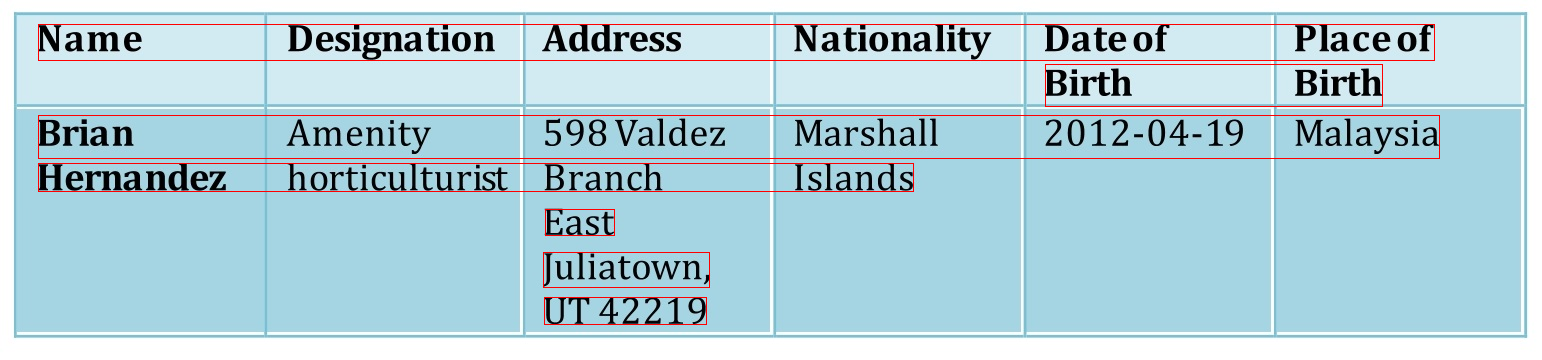 Name Designation Address Nationality Date of Place of
Birth Birth
Brian Amenity 598 Valdez Marshall 2012-04-19 Malaysia
Hernandez horticulturist Branch Islands
East
Juliatown,
UT 42219